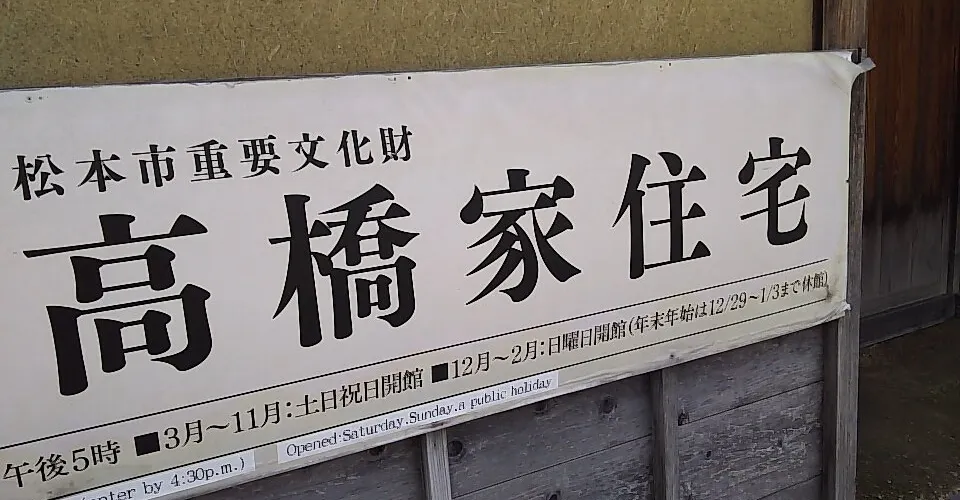 松本市重要文化財
高橋家住宅
午後5時 ■3月～11月：土日祝日開館 ■12月～2月：日曜日開館（年末年始は12/29～1/3まで休館）
enter by 4:30p.m.) Opened:Saturday.Sunday.a public holiday